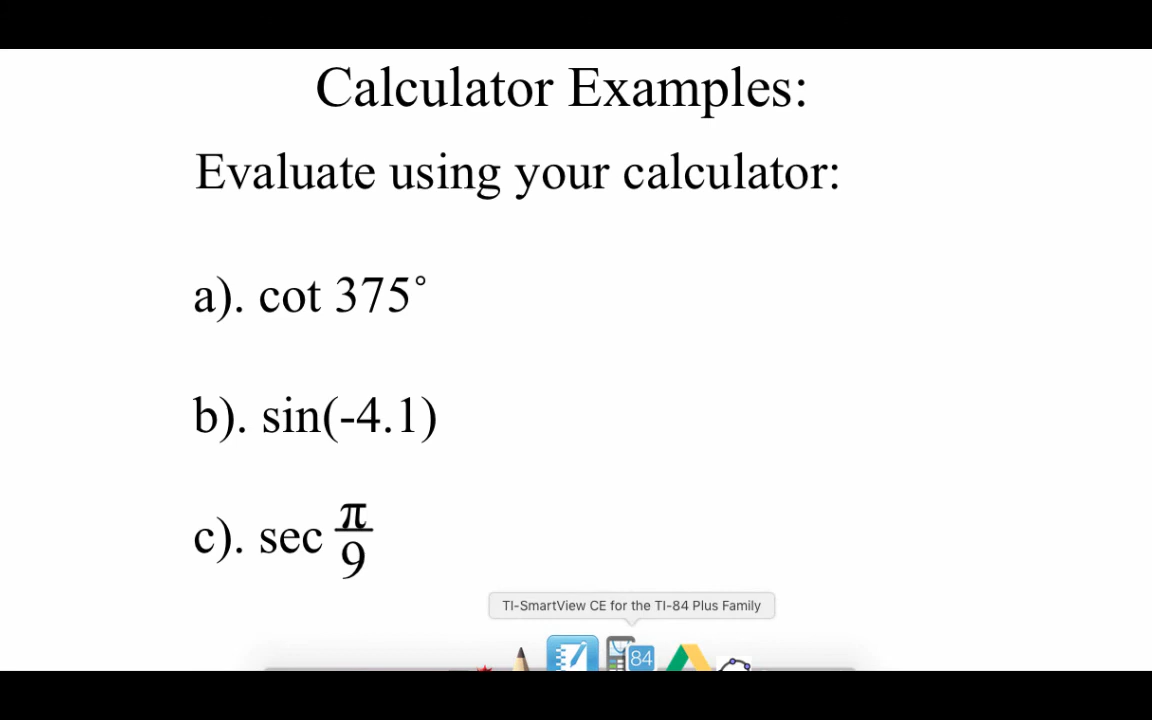 Calculator Examples:
Evaluate using your calculator:
a). cot 375°
b). sin(-4.1)
c). sec π/9
TI-SmartView CE for the TI-84 Plus Family
84